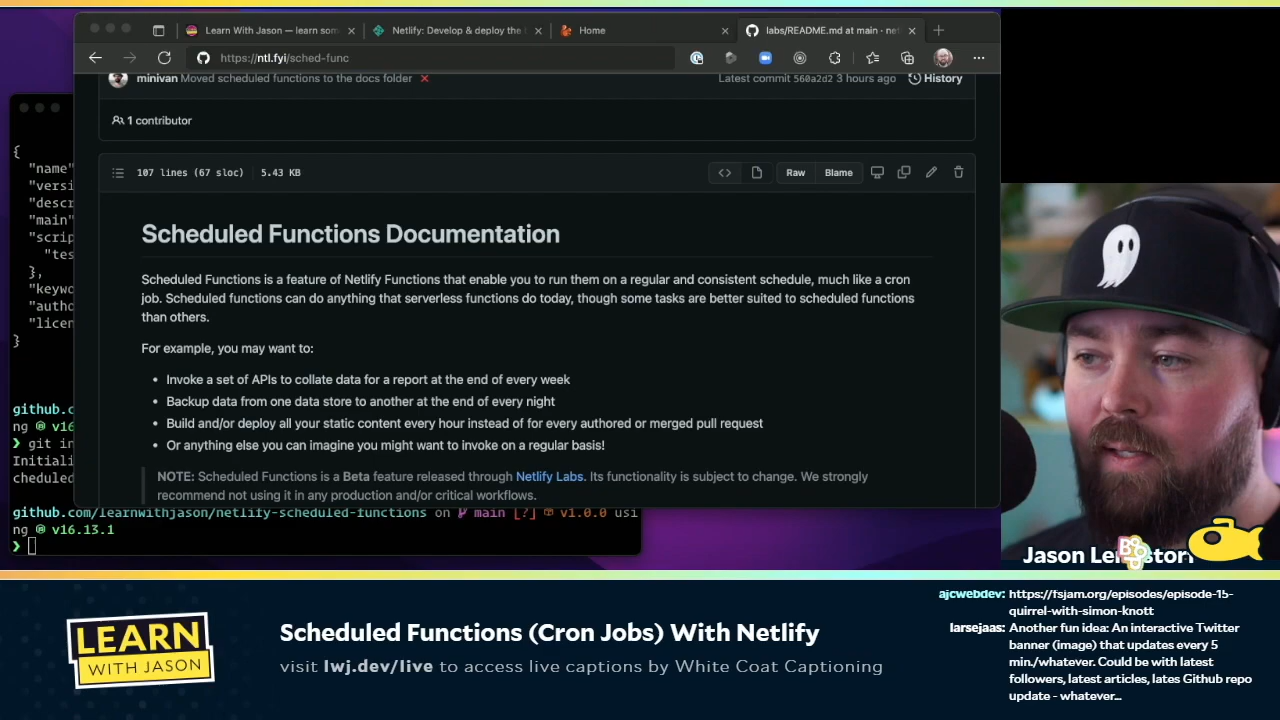 Learn With Jason — learn som
Netlify: Develop & deploy the
Home
labs/README.md at main · net
https://ntl.fyi/sched-func
minivan Moved scheduled functions to the docs folder
Latest commit 560a2d2 3 hours ago
History
1 contributor
107 lines (67 sloc)
5.43 KB
Raw
Blame
Scheduled Functions Documentation
Scheduled Functions is a feature of Netlify Functions that enable you to run them on a regular and consistent schedule, much like a cron
job. Scheduled functions can do anything that serverless functions do today, though some tasks are better suited to scheduled functions
than others.
For example, you may want to:
• Invoke a set of APIs to collate data for a report at the end of every week
• Backup data from one data store to another at the end of every night
• Build and/or deploy all your static content every hour instead of for every authored or merged pull request
• Or anything else you can imagine you might want to invoke on a regular basis!
NOTE: Scheduled Functions is a Beta feature released through Netlify Labs. Its functionality is subject to change. We strongly
recommend not using it in any production and/or critical workflows.
{
"name"
"versi
"descr
"main"
"scrip
"tes
},
"keywo
"autho
"licen
}
github.c
ng @ v16
❯ git in
Initiali
cheduled
github.com/learnwithjason/netlify-scheduled-functions on main [?] v1.0.0 usi
ng @ v16.13.1
❯
Jason Len
LEARN
WITH JASON
Scheduled Functions (Cron Jobs) With Netlify
visit lwj.dev/live to access live captions by White Coat Captioning
ajcwebdev: https://fsjam.org/episodes/episode-15-
quirrel-with-simon-knott
larsejaas: Another fun idea: An interactive Twitter
banner (image) that updates every 5
min./whatever. Could be with latest
followers, latest articles, lates Github repo
update - whatever...